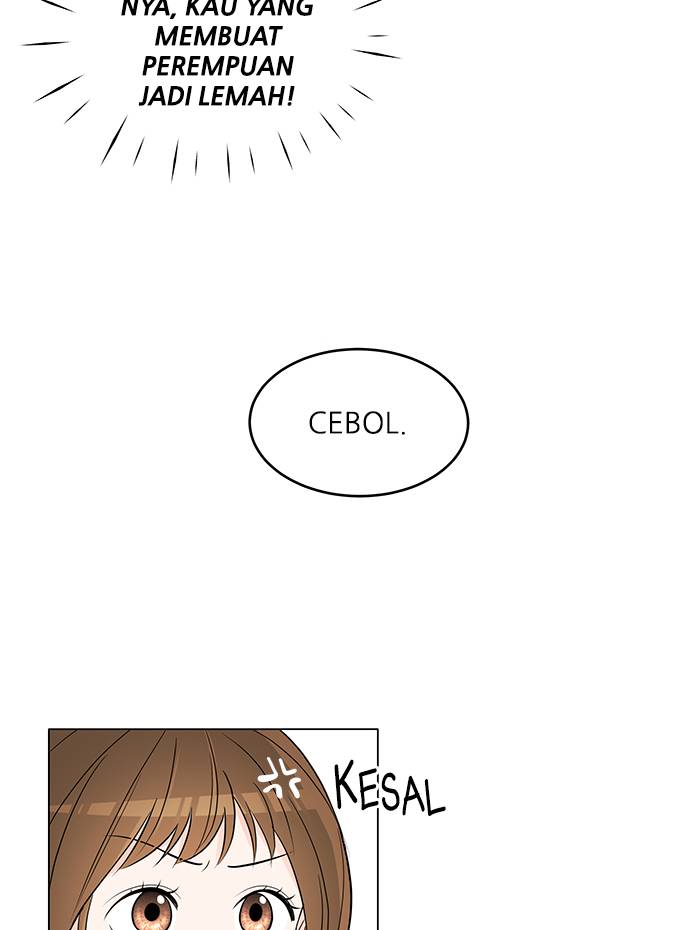 NYA, KAU YANG
MEMBUAT
PEREMPUAN
JADI LEMAH!
CEBOL.
KESAL